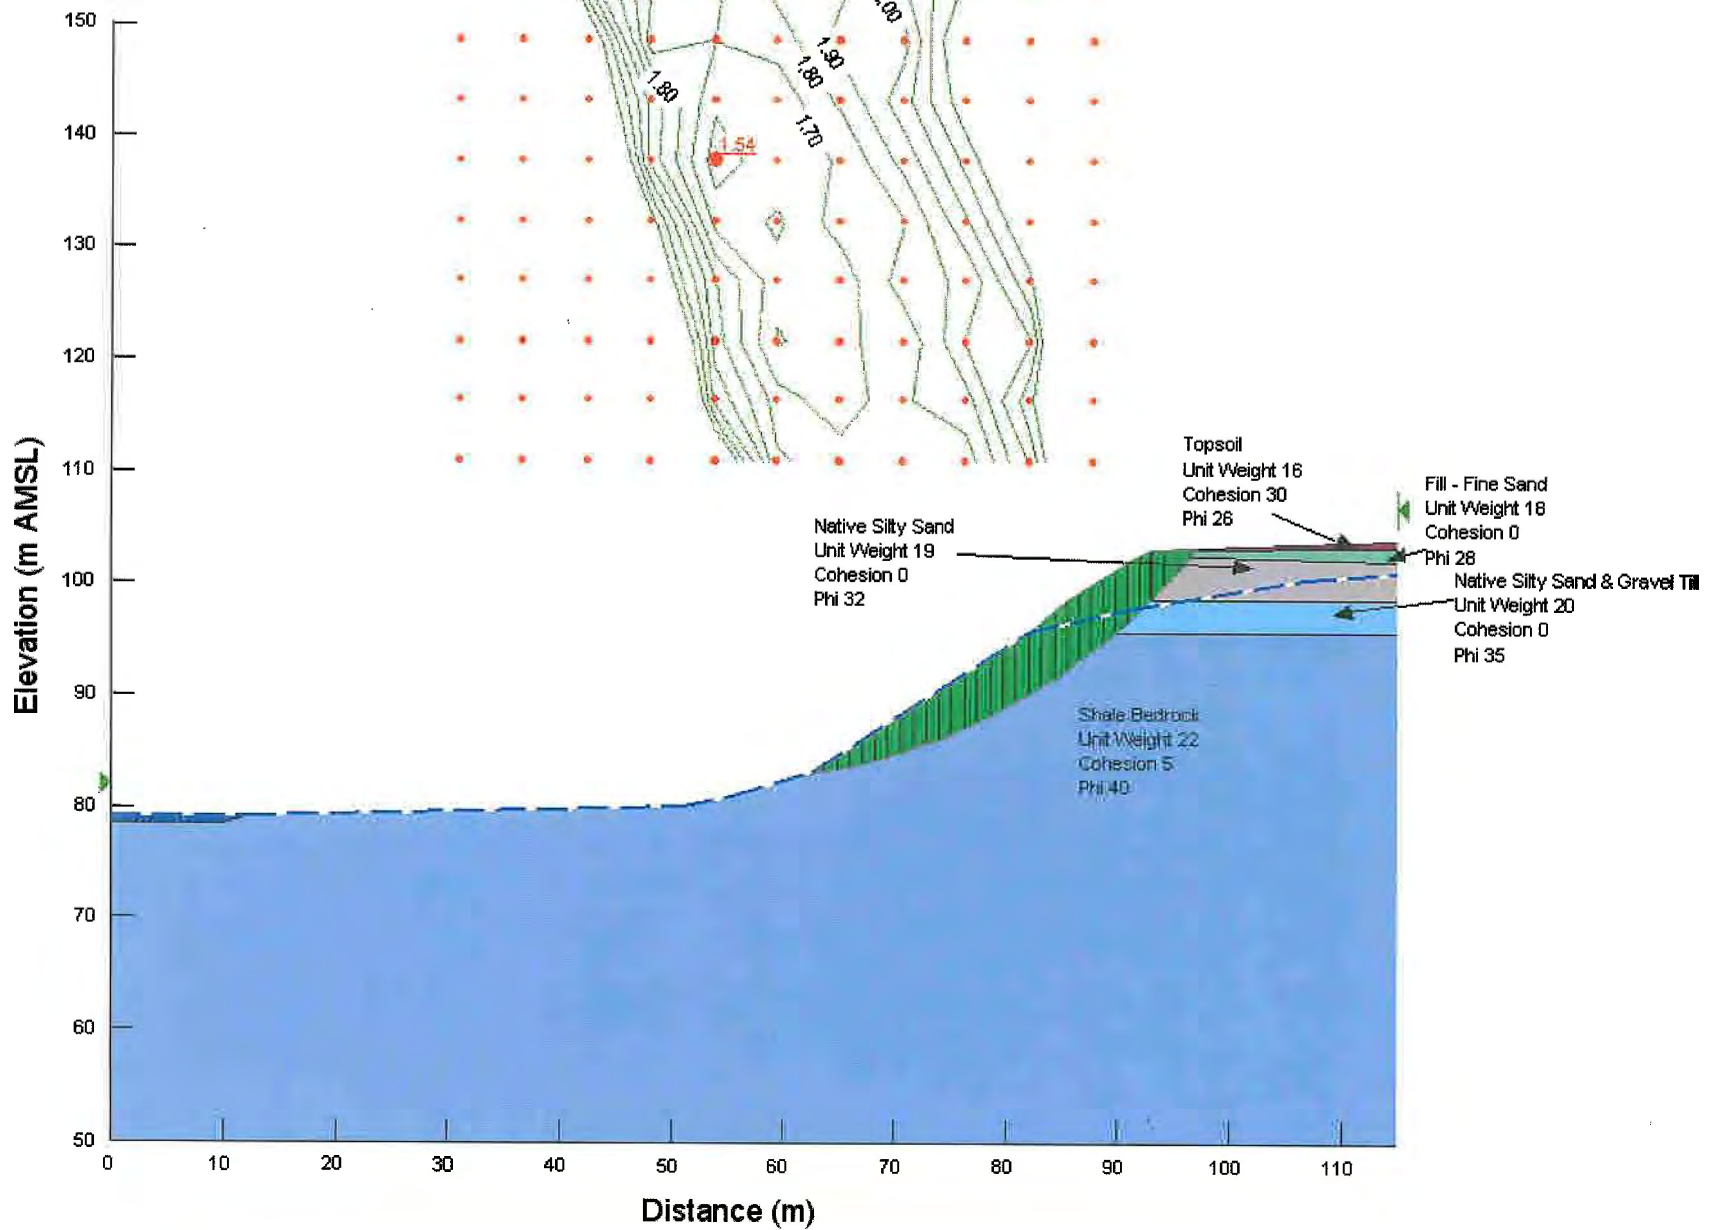 150
140
130
120
110
100
90
80
70
60
50
Elevation (m AMSL)
1.80
1.54
1.70
1.80
1.90
Topsoil
Unit Weight 16
Cohesion 30
Phi 26
Fill - Fine Sand
Unit Weight 18
Cohesion 0
Phi 28
Native Silty Sand
Unit Weight 19
Cohesion 0
Phi 32
Native Silty Sand & Gravel Till
Unit Weight 20
Cohesion 0
Phi 35
Shale Bedrock
Unit Weight 22
Cohesion 5
Phi 40
0 10 20 30 40 50 60 70 80 90 100 110
Distance (m)